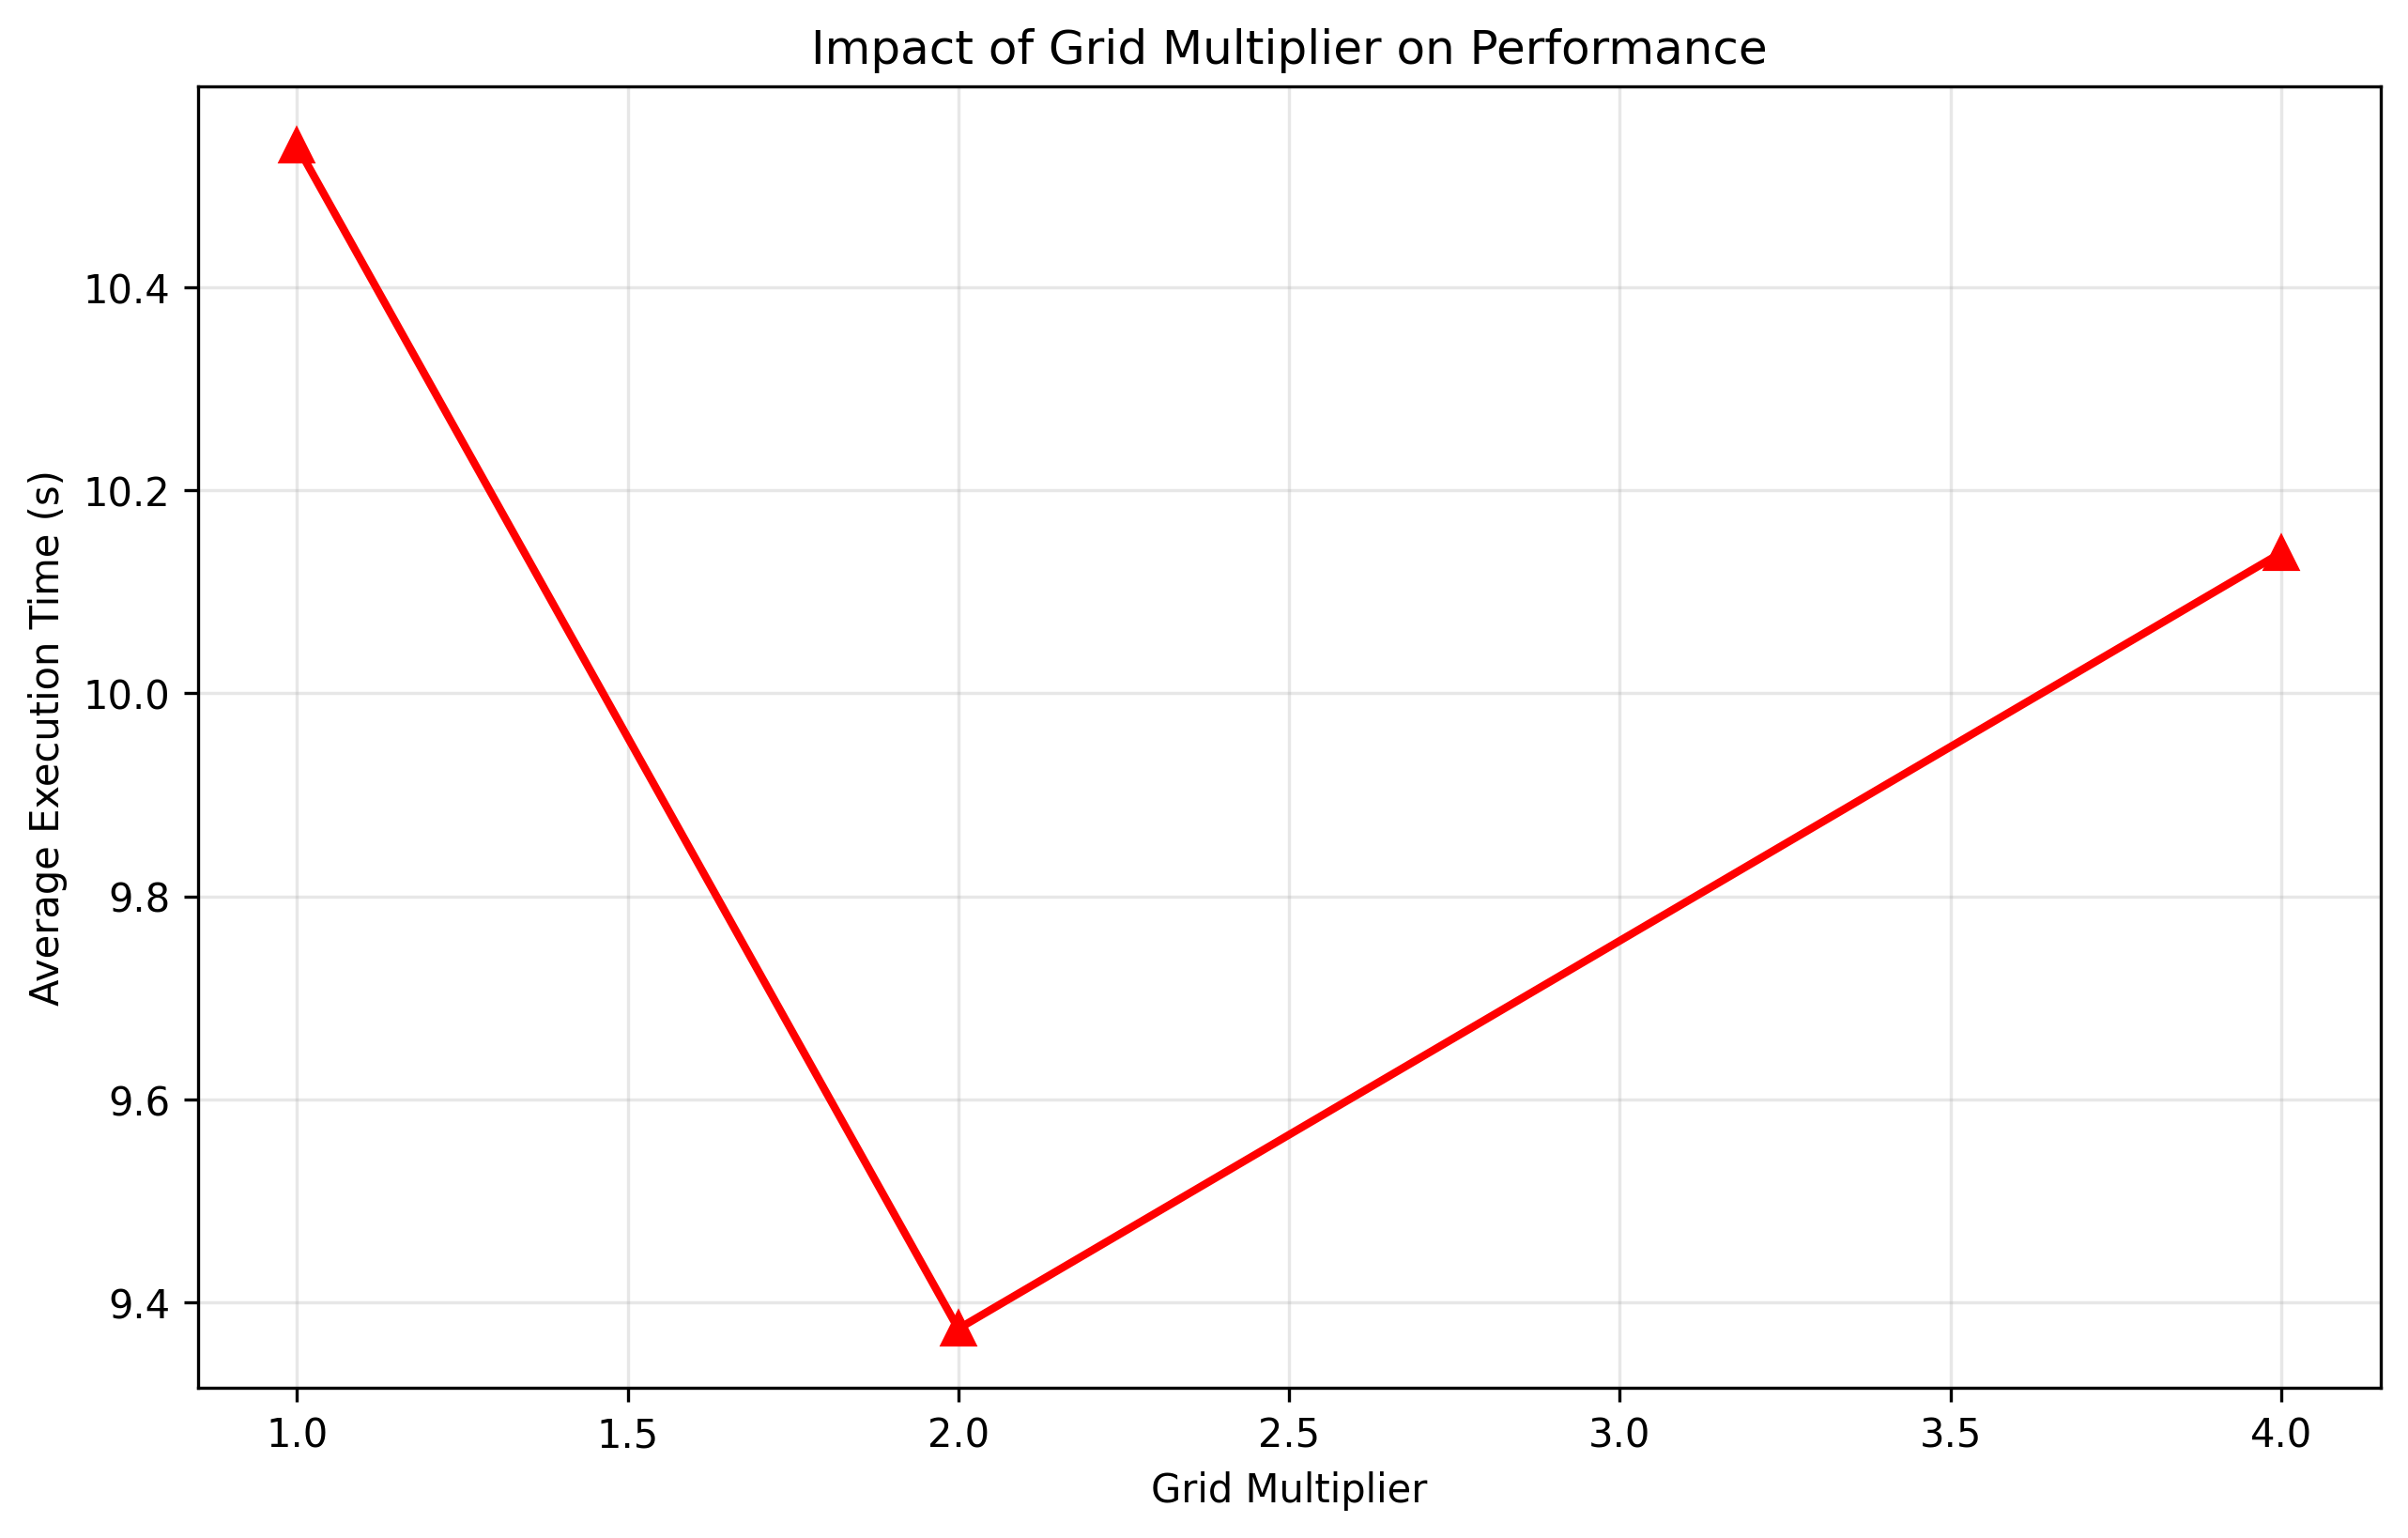 Impact of Grid Multiplier on Performance
Average Execution Time (s)
10.4
10.2
10.0
9.8
9.6
9.4
1.0 1.5 2.0 2.5 3.0 3.5 4.0
Grid Multiplier